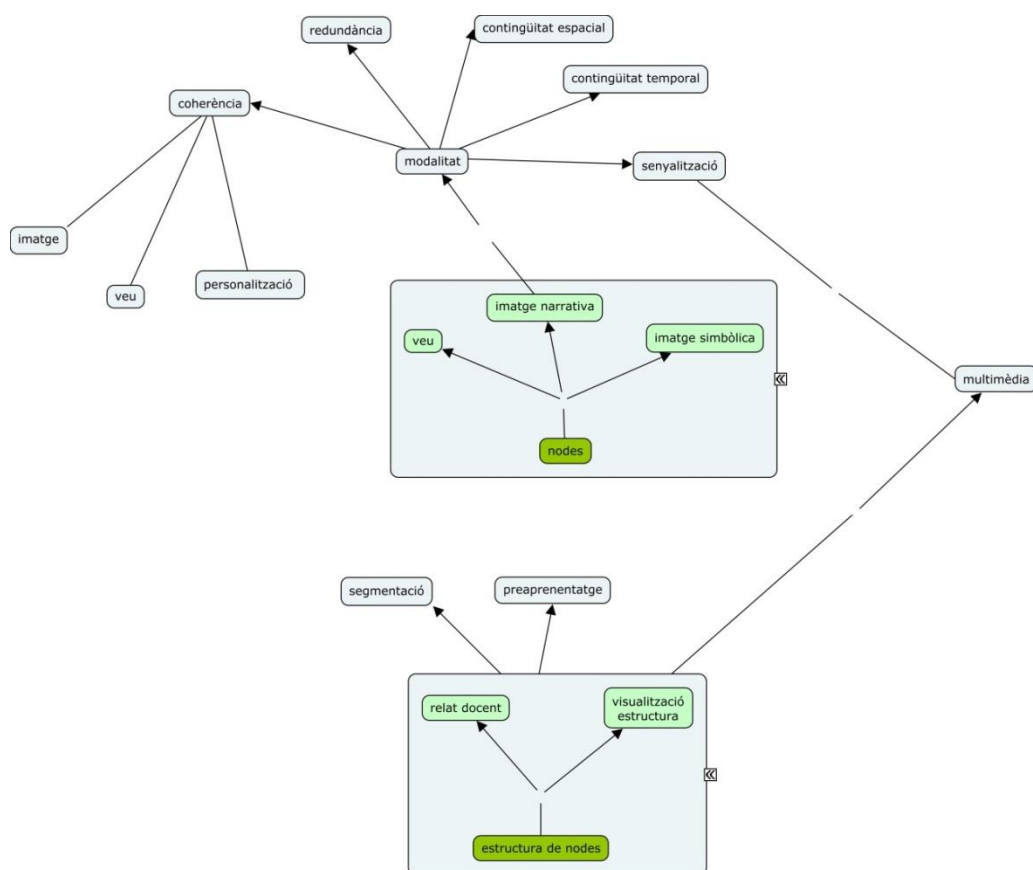 redundància
contingüitat espacial
contingüitat temporal
coherència
modalitat
senyalització
imatge
veu
personalització
imatge narrativa
veu
imatge simbòlica
multimèdia
nodes
segmentació
preaprenentatge
relat docent
visualització
estructura
estructura de nodes